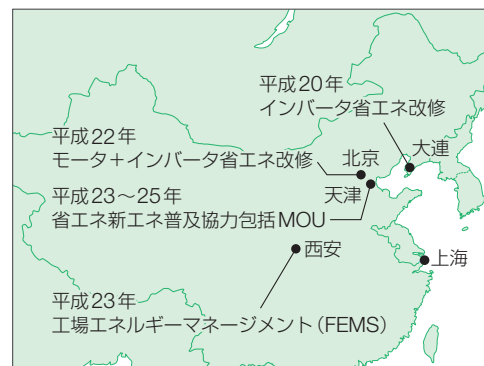 平成20年
インバータ省エネ改修
平成22年
モータ+インバータ省エネ改修
北京
大連
平成23~25年
省エネ新エネ普及協力包括MOU
天津
西安
上海
平成23年
工場エネルギーマネージメント(FEMS)